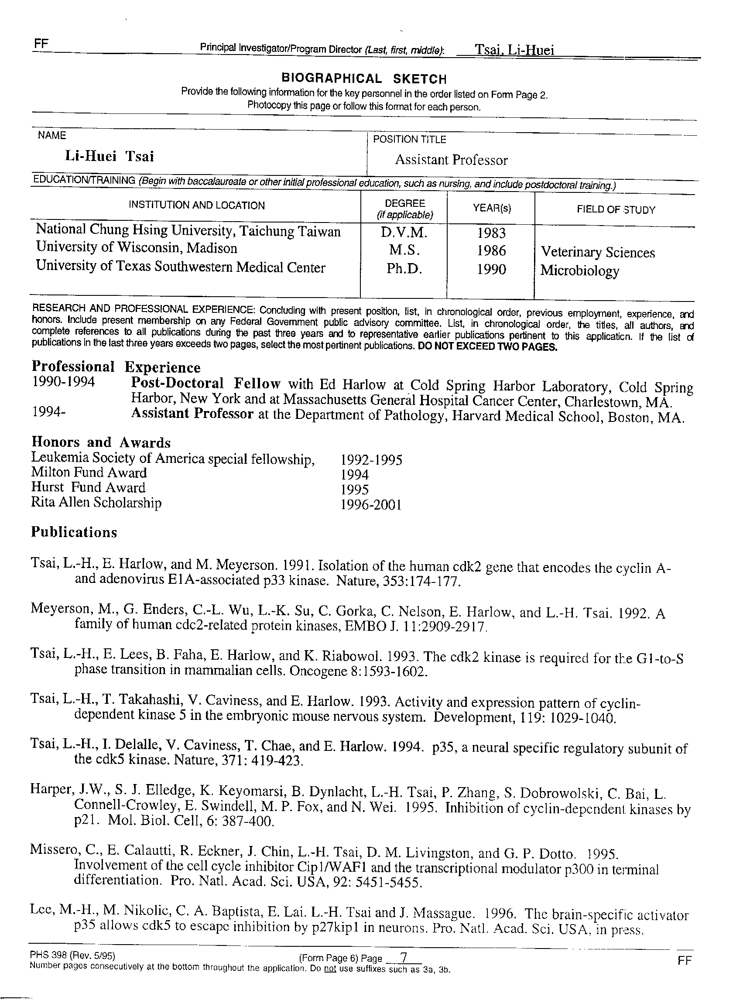 FF
Principal Investigator/Program Director (Last, first, middle): Tsai, Li-Huei
BIOGRAPHICAL SKETCH
Provide the following information for the key personnel in the order listed on Form Page 2.
Photocopy this page or follow this format for each person.
NAME
POSITION TITLE
Li-Huei Tsai
Assistant Professor
EDUCATION/TRAINING (Begin with baccalaureate or other initial professional education, such as nursing, and include postdoctoral training.)
INSTITUTION AND LOCATION
DEGREE
(if applicable)
YEAR(s)
FIELD OF STUDY
National Chung Hsing University, Taichung Taiwan D.V.M. 1983
University of Wisconsin, Madison M.S. 1986 Veterinary Sciences
University of Texas Southwestern Medical Center Ph.D. 1990 Microbiology
RESEARCH AND PROFESSIONAL EXPERIENCE: Concluding with present position, list, in chronological order, previous employment, experience, and
honors. Include present membership on any Federal Government public advisory committee. List, in chronological order, the titles, all authors, and
complete references to all publications during the past three years and to representative earlier publications pertinent to this application. If the list of
publications in the last three years exceeds two pages, select the most pertinent publications. DO NOT EXCEED TWO PAGES.
Professional Experience
1990-1994 Post-Doctoral Fellow with Ed Harlow at Cold Spring Harbor Laboratory, Cold Spring
Harbor, New York and at Massachusetts General Hospital Cancer Center, Charlestown, MA.
1994- Assistant Professor at the Department of Pathology, Harvard Medical School, Boston, MA.
Honors and Awards
Leukemia Society of America special fellowship, 1992-1995
Milton Fund Award 1994
Hurst Fund Award 1995
Rita Allen Scholarship 1996-2001
Publications
Tsai, L.-H., E. Harlow, and M. Meyerson. 1991. Isolation of the human cdk2 gene that encodes the cyclin A-
and adenovirus E1A-associated p33 kinase. Nature, 353:174-177.
Meyerson, M., G. Enders, C.-L. Wu, L.-K. Su, C. Gorka, C. Nelson, E. Harlow, and L.-H. Tsai. 1992. A
family of human cdc2-related protein kinases, EMBO J. 11:2909-2917.
Tsai, L.-H., E. Lees, B. Faha, E. Harlow, and K. Riabowol. 1993. The cdk2 kinase is required for the G1-to-S
phase transition in mammalian cells. Oncogene 8:1593-1602.
Tsai, L.-H., T. Takahashi, V. Caviness, and E. Harlow. 1993. Activity and expression pattern of cyclin-
dependent kinase 5 in the embryonic mouse nervous system. Development, 119: 1029-1040.
Tsai, L.-H., I. Delalle, V. Caviness, T. Chae, and E. Harlow. 1994. p35, a neural specific regulatory subunit of
the cdk5 kinase. Nature, 371: 419-423.
Harper, J.W., S. J. Elledge, K. Keyomarsi, B. Dynlacht, L.-H. Tsai, P. Zhang, S. Dobrowolski, C. Bai, L.
Connell-Crowley, E. Swindell, M. P. Fox, and N. Wei. 1995. Inhibition of cyclin-dependent kinases by
p21. Mol. Biol. Cell, 6: 387-400.
Missero, C., E. Calautti, R. Eckner, J. Chin, L.-H. Tsai, D. M. Livingston, and G. P. Dotto. 1995.
Involvement of the cell cycle inhibitor Cip1/WAF1 and the transcriptional modulator p300 in terminal
differentiation. Pro. Natl. Acad. Sci. USA, 92: 5451-5455.
Lee, M.-H., M. Nikolic, C. A. Baptista, E. Lai. L.-H. Tsai and J. Massague. 1996. The brain-specific activator
p35 allows cdk5 to escape inhibition by p27kip1 in neurons. Pro. Natl. Acad. Sci. USA, in press.
PHS 398 (Rev. 5/95) (Form Page 6) Page 7 FF
Number pages consecutively at the bottom throughout the application. Do not use suffixes such as 3a, 3b.